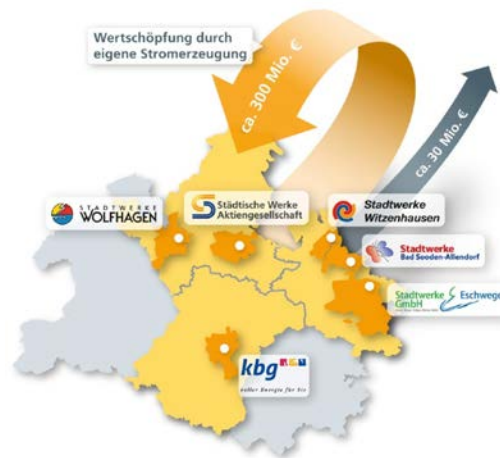 Wertschöpfung durch
eigene Stromerzeugung
ca. 300 Mio. €
ca. 30 Mio. €
STADTWERKE
WOLFHAGEN
Städtische Werke
Aktiengesellschaft
Stadtwerke
Witzenhausen
Stadtwerke
Bad Sooden-Allendorf
Stadtwerke Eschwege
GmbH
kbg
voller Energie für Sie